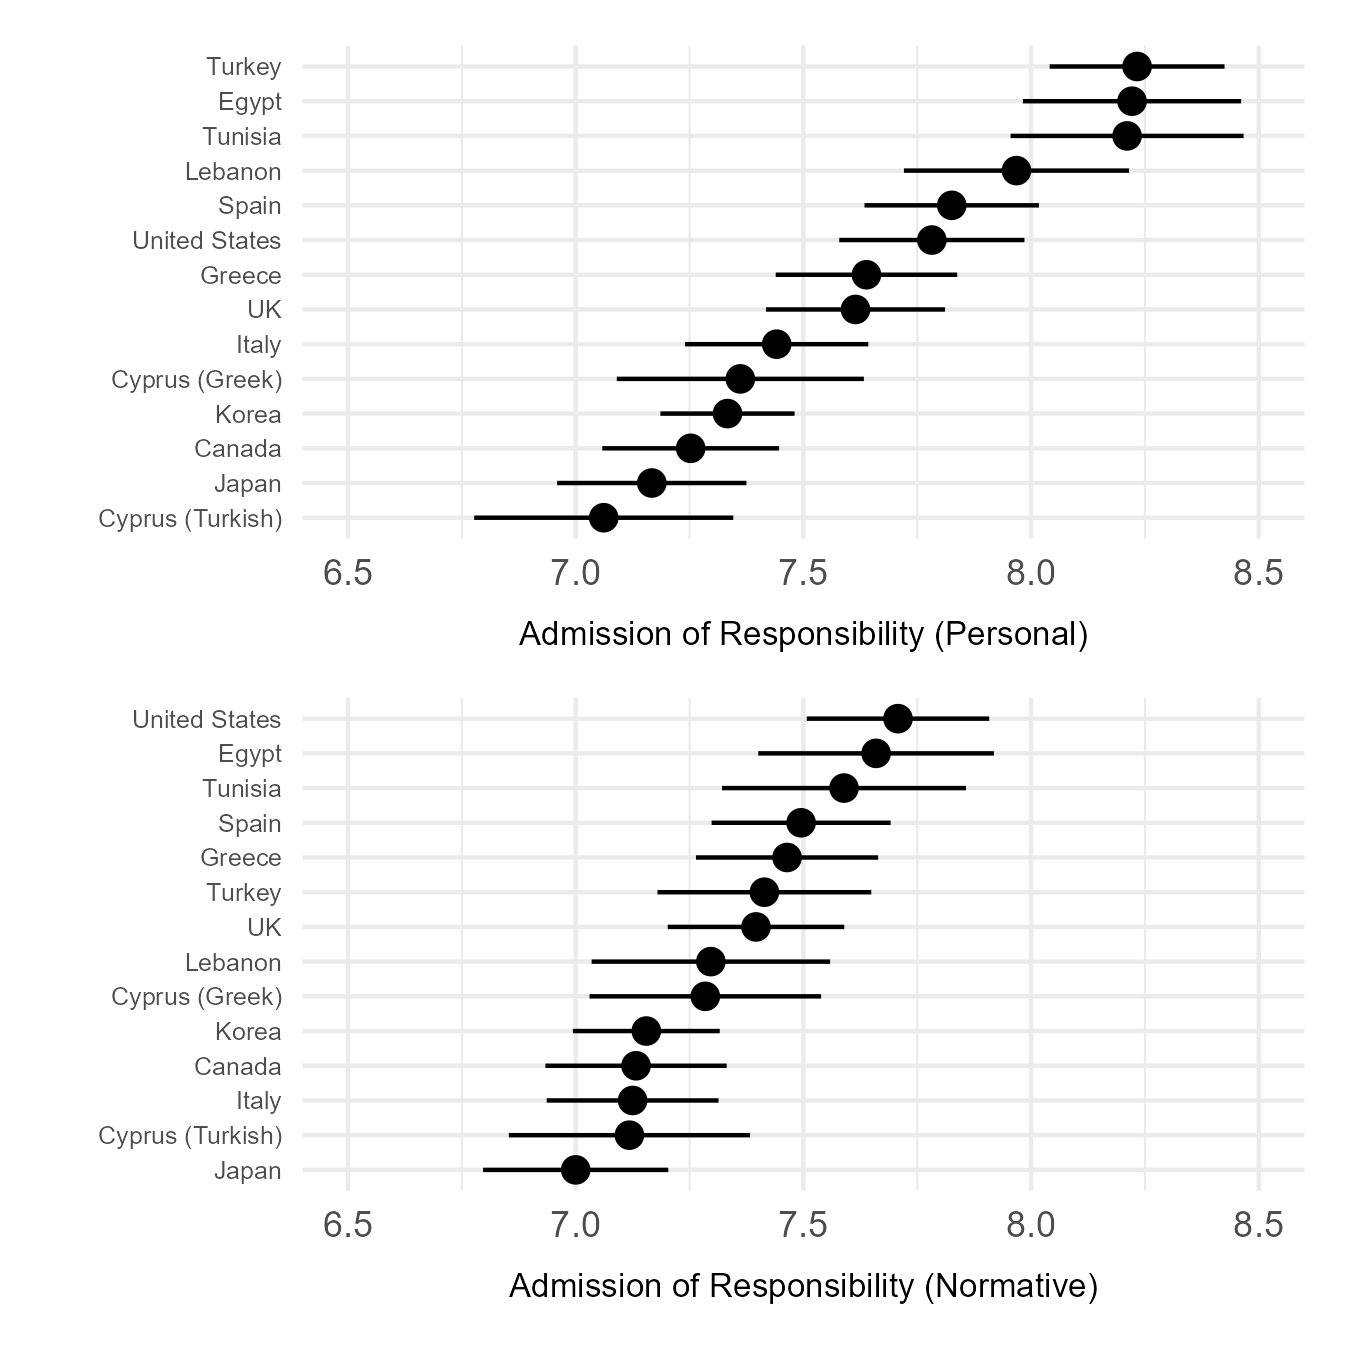 Turkey
Egypt
Tunisia
Lebanon
Spain
United States
Greece
UK
Italy
Cyprus (Greek)
Korea
Canada
Japan
Cyprus (Turkish)
6.5 7.0 7.5 8.0 8.5
Admission of Responsibility (Personal)
United States
Egypt
Tunisia
Spain
Greece
Turkey
UK
Lebanon
Cyprus (Greek)
Korea
Canada
Italy
Cyprus (Turkish)
Japan
6.5 7.0 7.5 8.0 8.5
Admission of Responsibility (Normative)